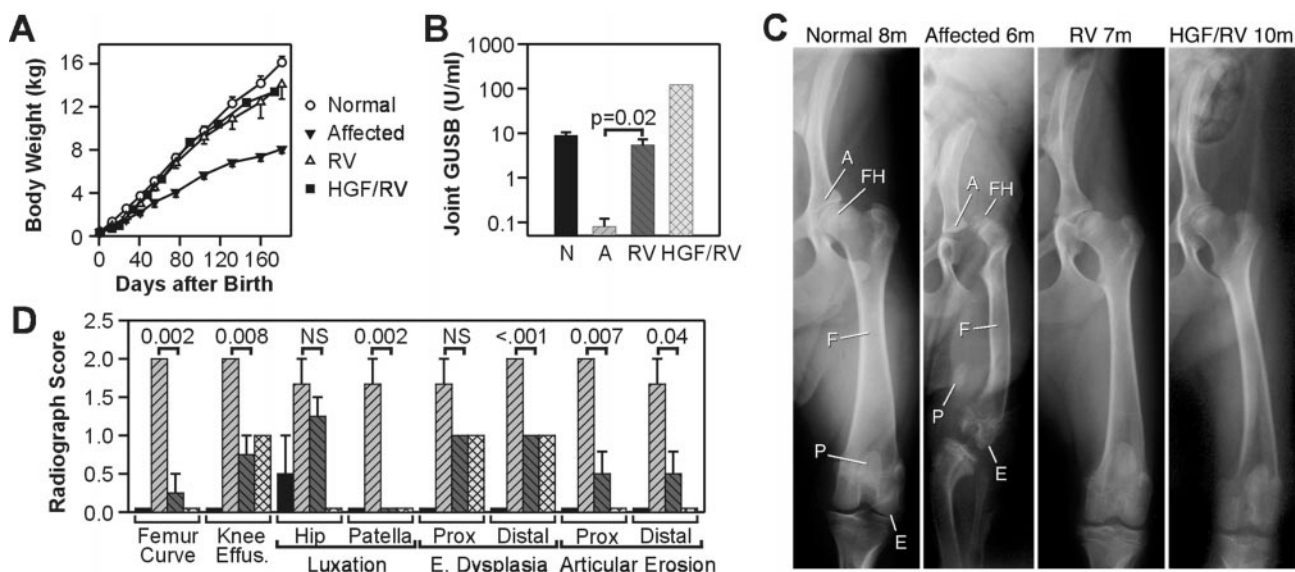 A
Body Weight (kg)
16
12
8
4
0
0 40 80 120 160
Days after Birth
Normal
Affected
RV
HGF/RV
B
Joint GUSB (U/ml)
1000
100
10
1
0.1
p=0.02
N A RV HGF/RV
C
Normal 8m Affected 6m RV 7m HGF/RV 10m
A
FH
F
P
E
A
FH
F
P
E
D
Radiograph Score
2.5
2.0
1.5
1.0
0.5
0.0
0.002 0.008 NS 0.002 NS <.001 0.007 0.04
Femur Knee Hip Patella Prox Distal Prox Distal
Curve Effus. Luxation E. Dysplasia Articular Erosion